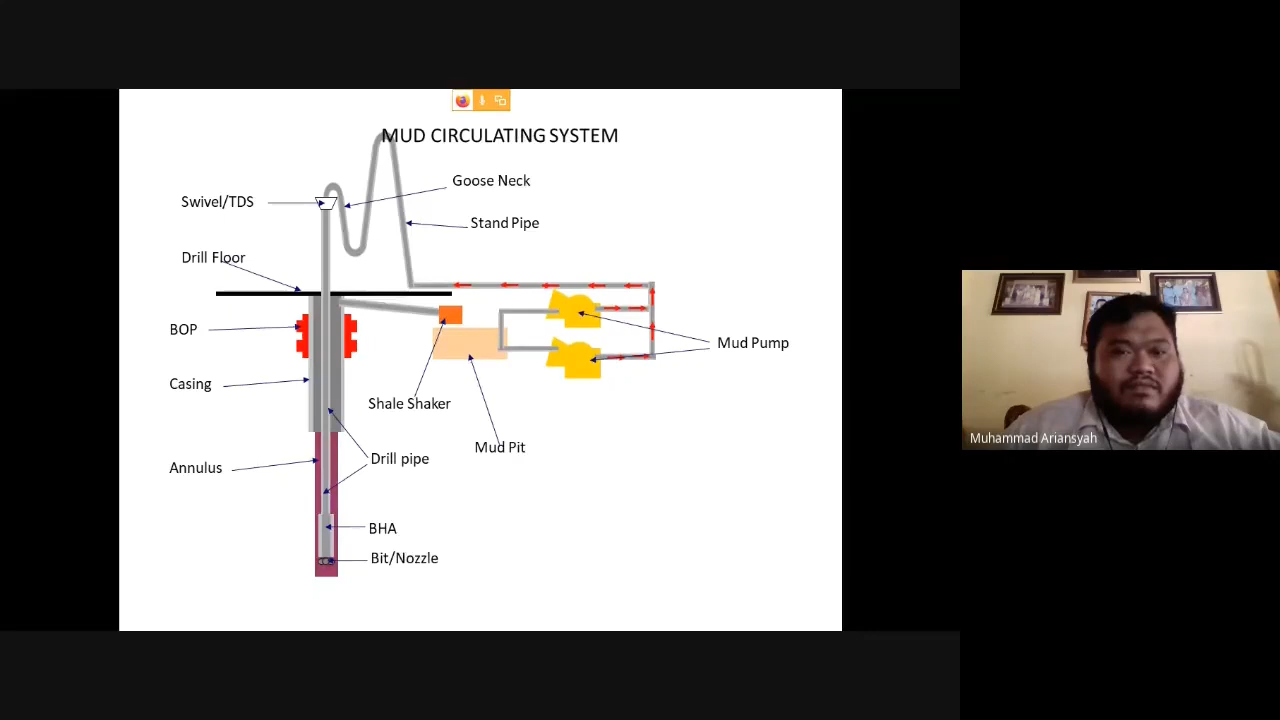 MUD CIRCULATING SYSTEM
Goose Neck
Swivel/TDS
Stand Pipe
Drill Floor
BOP
Mud Pump
Casing
Shale Shaker
Mud Pit
Drill pipe
Annulus
BHA
Bit/Nozzle
Muhammad Ariansyah